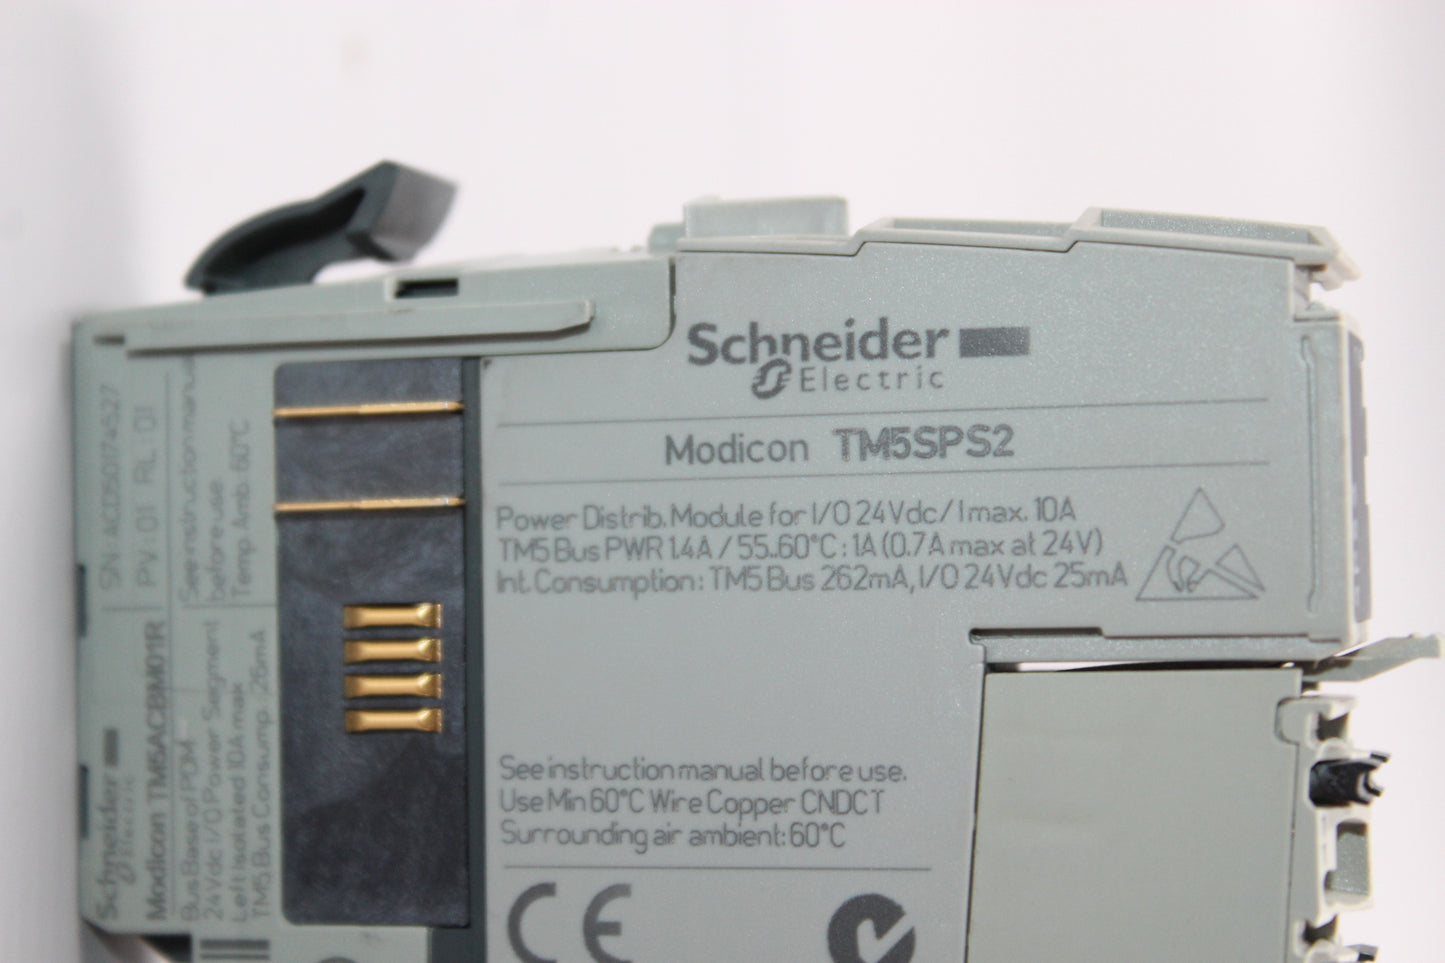 Schneider
Electric
Modicon TM5SPS2
Power Distrib. Module for I/O 24Vdc / I max. 10A
TM5 Bus PWR 1.4A / 55..60°C : 1A (0.7A max at 24V)
Int. Consumption: TM5 Bus 262mA, I/O 24Vdc 25mA
See instruction manual before use.
Use Min 60°C Wire Copper CNDCT
Surrounding air ambient: 60°C
CE
Schneider
Electric
Modicon TM5ACBM01R
SN: ACD50174527
PV: 01 RL: 01
Bus Base of PDM
24Vdc I/O Power Segment
Left isolated 10A max
TM5 Bus Consump. 26mA
See instruction manual
before use
Temp. Amb. 60°C